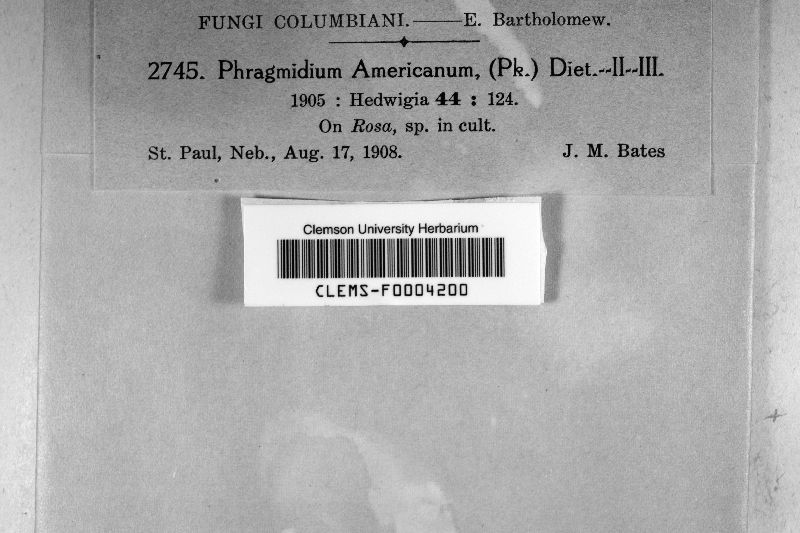 FUNGI COLUMBIANI.——E. Bartholomew.
2745. Phragmidium Americanum, (Pk.) Diet.--II--III.
1905 : Hedwigia 44 : 124.
On Rosa, sp. in cult.
St. Paul, Neb., Aug. 17, 1908. J. M. Bates
Clemson University Herbarium
CLEMS-F0004200